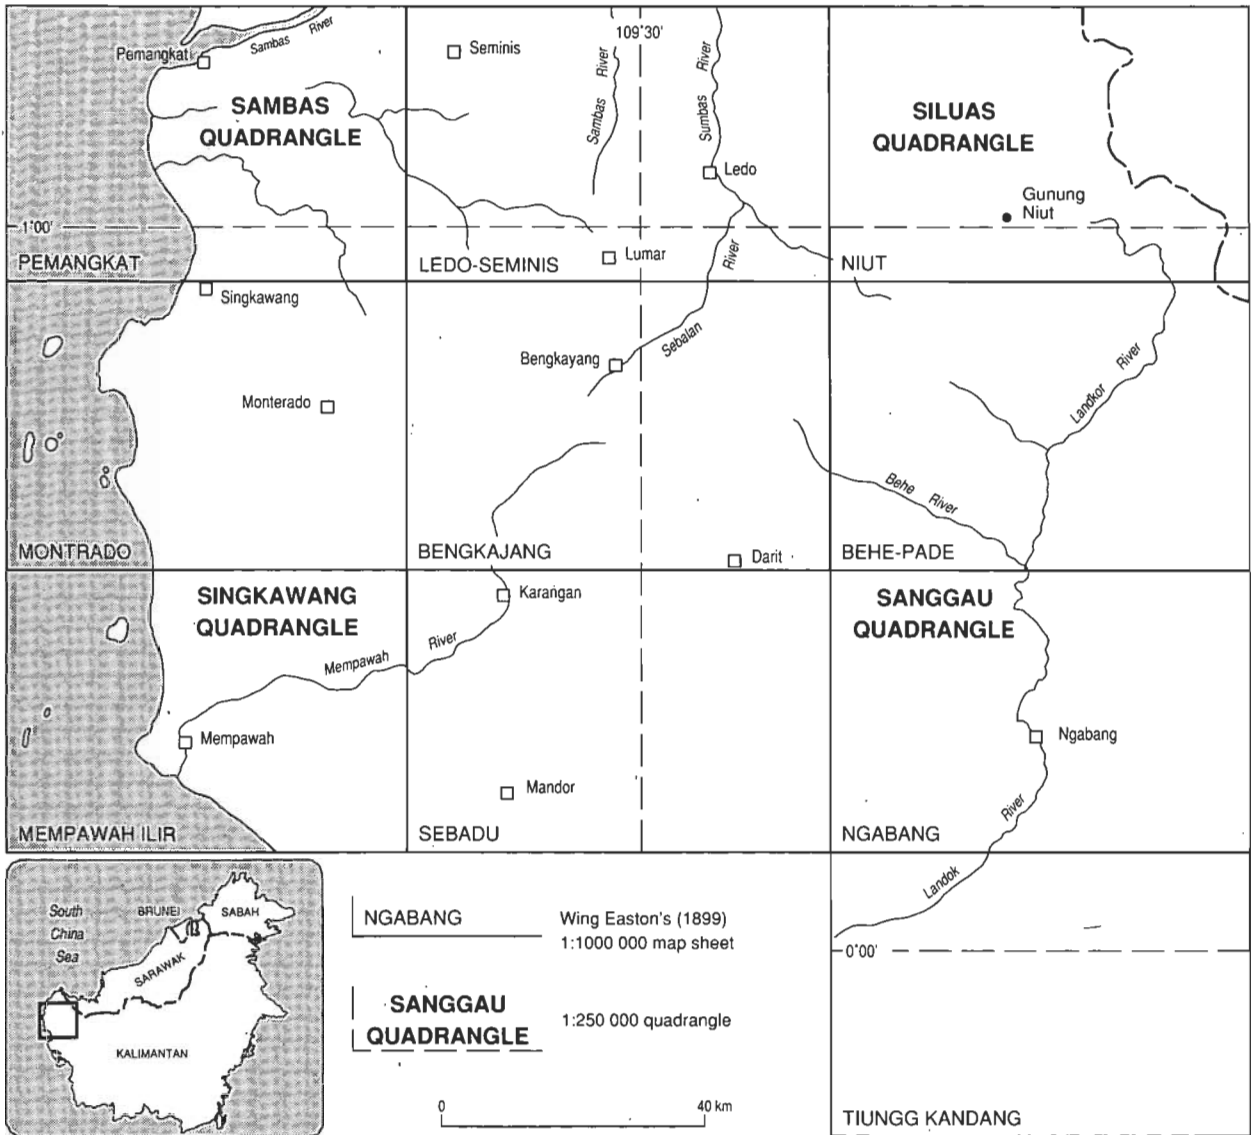 Pemangkat
Sambas River
SAMBAS
QUADRANGLE
Seminis
109°30'
Sambas River
Sumbas River
Ledo
SILUAS
QUADRANGLE
Gunung
Niut
1°00'
PEMANGKAT
LEDO-SEMINIS
Lumar
River
NIUT
Singkawang
Bengkayang
Sebalan
Monterado
Landkor River
Behe River
MONTRADO
BENGKAJANG
Darit
BEHE-PADE
SINGKAWANG
QUADRANGLE
Karangan
SANGGAU
QUADRANGLE
Mempawah River
Mempawah
Ngabang
Mandor
River
MEMPAWAH ILIR
SEBADU
NGABANG
Landok
0°00'
South
China
Sea
BRUNEI
SABAH
SARAWAK
KALIMANTAN
NGABANG
Wing Easton's (1899)
1:1000 000 map sheet
SANGGAU
QUADRANGLE
1:250 000 quadrangle
0 40 km
TIUNGG KANDANG